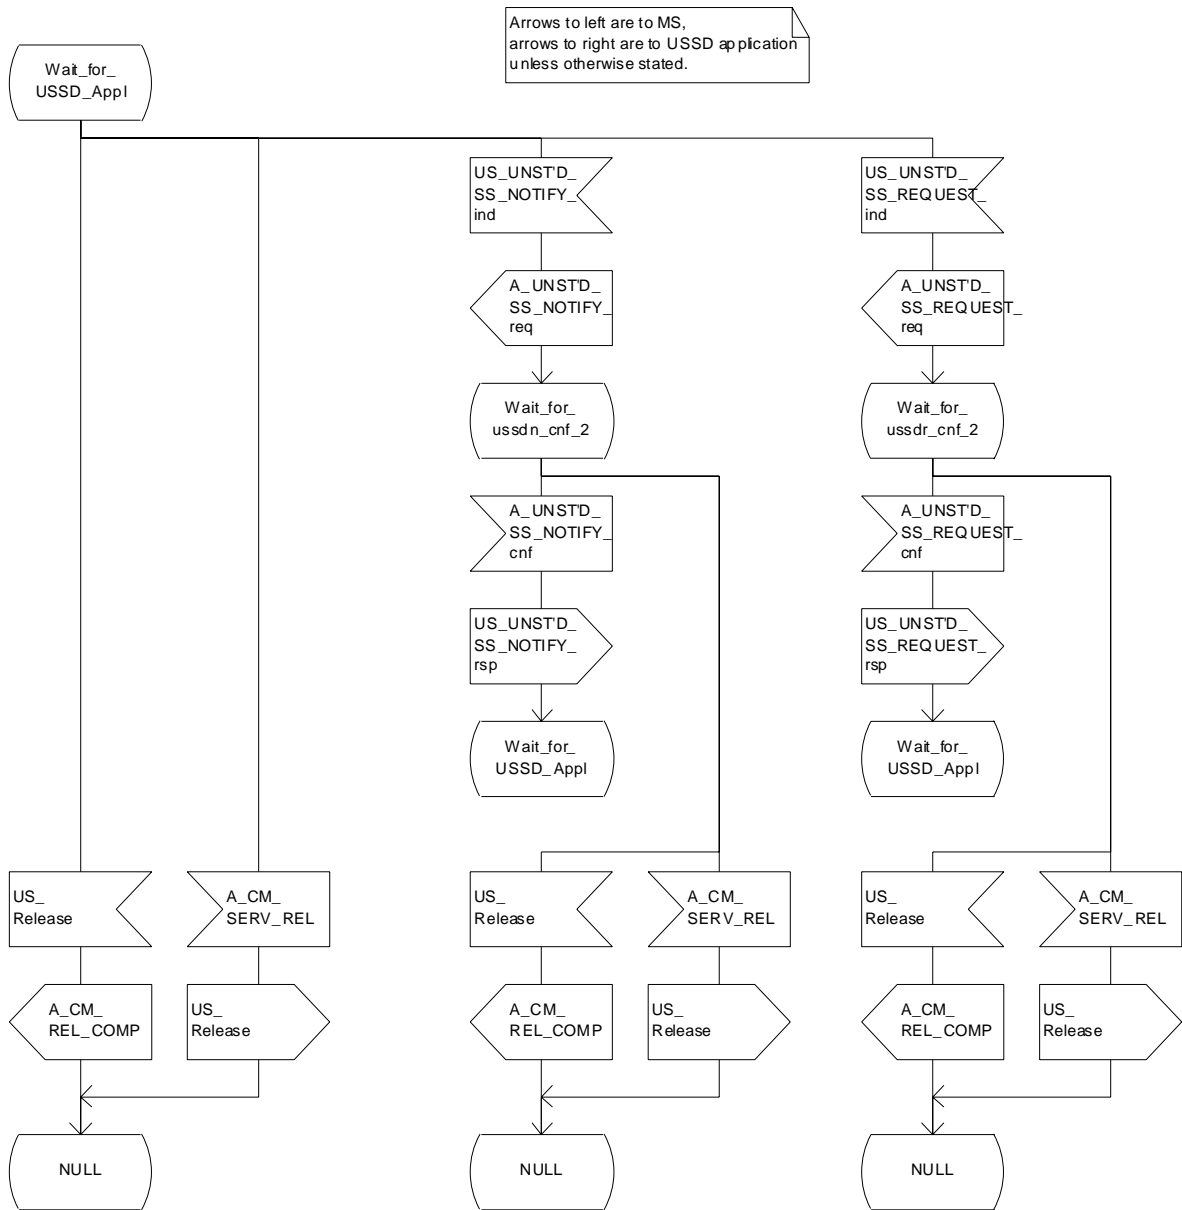 Arrows to left are to MS,
arrows to right are to USSD application
unless otherwise stated.
Wait_for_
USSD_Appl
US_UNST'D_
SS_NOTIFY_
ind
US_UNST'D_
SS_REQUEST_
ind
A_UNST'D_
SS_NOTIFY_
req
A_UNST'D_
SS_REQUEST_
req
Wait_for_
ussdn_cnf_2
Wait_for_
ussdr_cnf_2
A_UNST'D_
SS_NOTIFY_
cnf
A_UNST'D_
SS_REQUEST_
cnf
US_UNST'D_
SS_NOTIFY_
rsp
US_UNST'D_
SS_REQUEST_
rsp
Wait_for_
USSD_Appl
Wait_for_
USSD_Appl
US_
Release
A_CM_
SERV_REL
US_
Release
A_CM_
SERV_REL
US_
Release
A_CM_
SERV_REL
A_CM_
REL_COMP
US_
Release
A_CM_
REL_COMP
US_
Release
A_CM_
REL_COMP
US_
Release
NULL
NULL
NULL